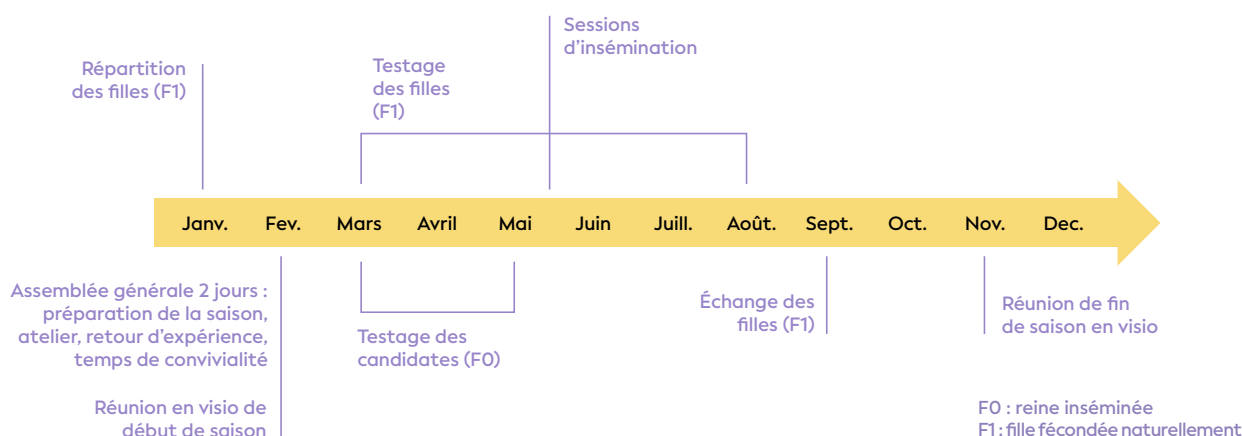 Sessions
d’insémination
Répartition
des filles (F1)
Testage
des filles
(F1)
Janv. Fev. Mars Avril Mai Juin Juill. Août. Sept. Oct. Nov. Dec.
Assemblée générale 2 jours :
préparation de la saison,
atelier, retour d’expérience,
temps de convivialité
Testage des
candidates (F0)
Échange des
filles (F1)
Réunion de fin
de saison en visio
Réunion en visio de
début de saison
F0 : reine inséminée
F1 : fille fécondée naturellement